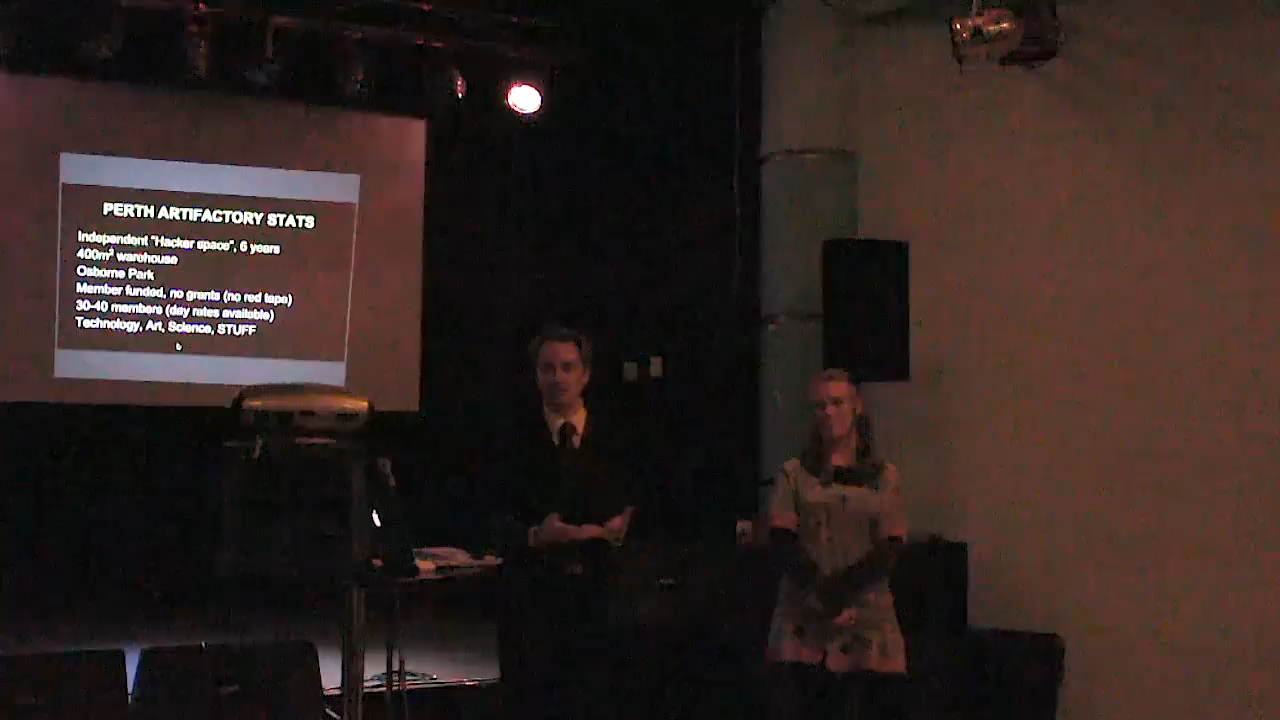 PERTH ARTIFACTORY STATS
Independent "Hacker space", 6 years
400m² warehouse
Osborne Park
Member funded, no grants (no red tape)
30-40 members (day rates available)
Technology, Art, Science, STUFF